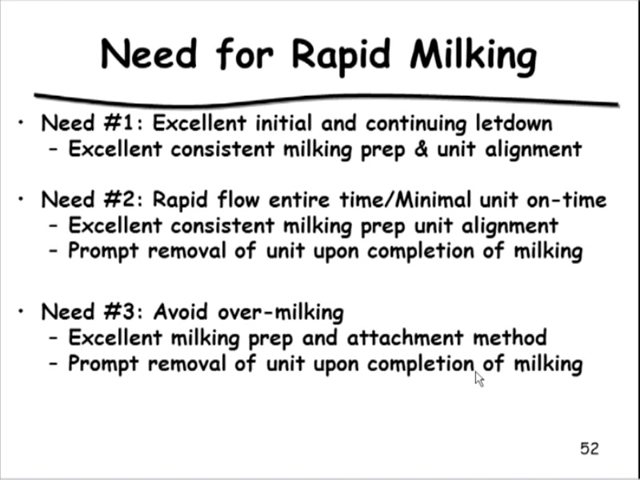 Need for Rapid Milking
• Need #1: Excellent initial and continuing letdown
– Excellent consistent milking prep & unit alignment
• Need #2: Rapid flow entire time/Minimal unit on-time
– Excellent consistent milking prep unit alignment
– Prompt removal of unit upon completion of milking
• Need #3: Avoid over-milking
– Excellent milking prep and attachment method
– Prompt removal of unit upon completion of milking
52